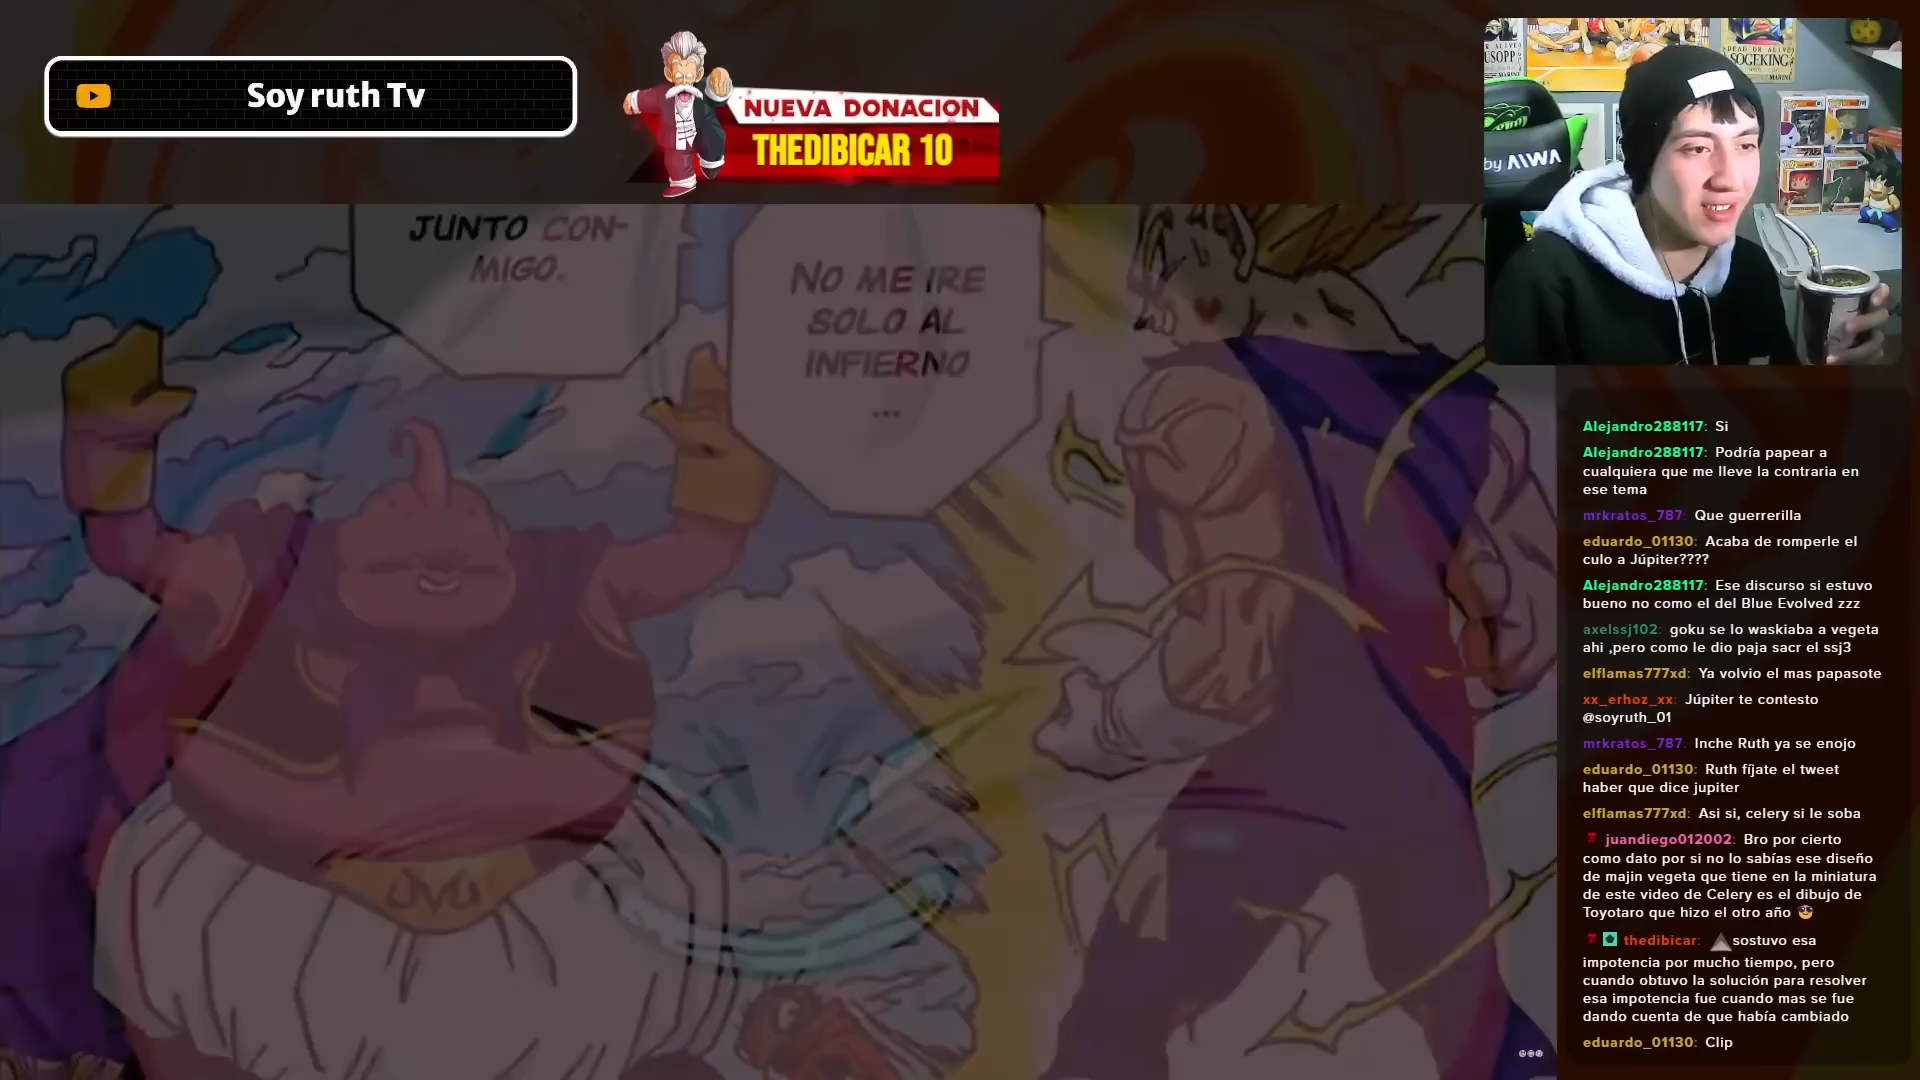 Soy ruth Tv
NUEVA DONACION
THEDIBICAR 10
JUNTO CON-
MIGO.
NO ME IRE
SOLO AL
INFIERNO
...
USOPP
DEAD OR ALIVE
SOGEKING
MARINE
by AIWA
Alejandro288117: Si
Alejandro288117: Podría papear a
cualquiera que me lleve la contraria en
ese tema
mrkratos_787: Que guerrerilla
eduardo_01130: Acaba de romperle el
culo a Júpiter????
Alejandro288117: Ese discurso si estuvo
bueno no como el del Blue Evolved zzz
axelssj102: goku se lo waskiaba a vegeta
ahi ,pero como le dio paja sacr el ssj3
elflamas777xd: Ya volvio el mas papasote
xx_erhoz_xx: Júpiter te contesto
@soyruth_01
mrkratos_787: Inche Ruth ya se enojo
eduardo_01130: Ruth fíjate el tweet
haber que dice jupiter
elflamas777xd: Asi si, celery si le soba
juandiego012002: Bro por cierto
como dato por si no lo sabías ese diseño
de majin vegeta que tiene en la miniatura
de este video de Celery es el dibujo de
Toyotaro que hizo el otro año
thedibicar: sostuvo esa
impotencia por mucho tiempo, pero
cuando obtuvo la solución para resolver
esa impotencia fue cuando mas se fue
dando cuenta de que había cambiado
eduardo_01130: Clip